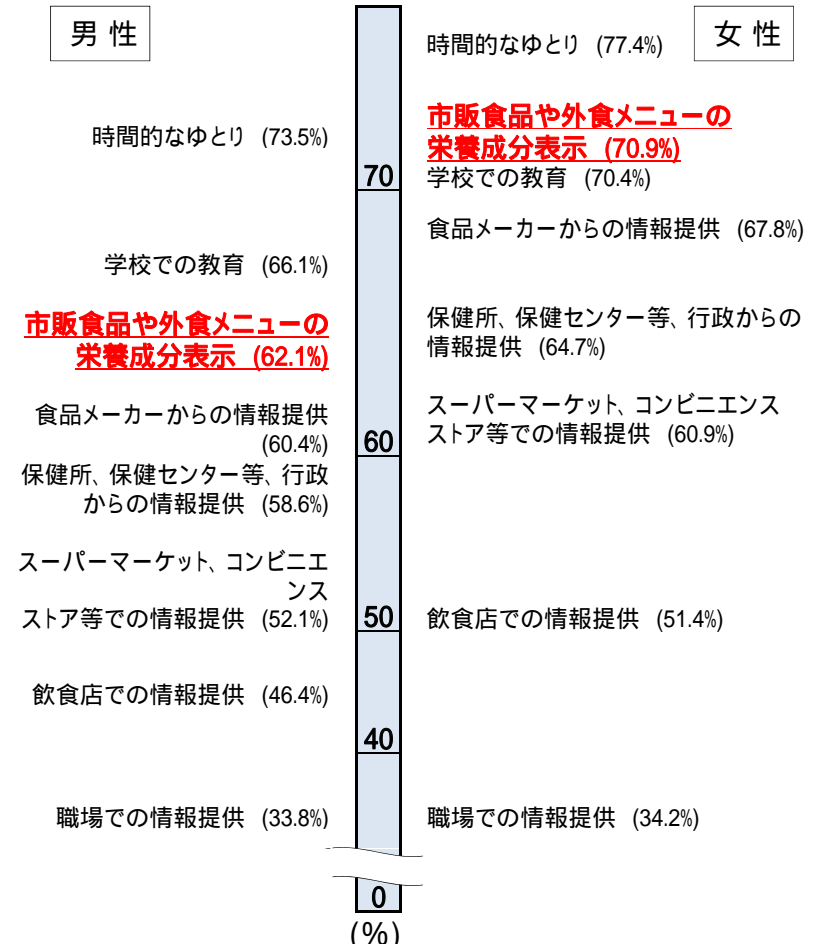 男 性
時間的なゆとり (73.5%)
学校での教育 (66.1%)
市販食品や外食メニューの
栄養成分表示 (62.1%)
食品メーカーからの情報提供
(60.4%)
保健所、保健センター等、行政
からの情報提供 (58.6%)
スーパーマーケット、コンビニエ
ンス
ストア等での情報提供 (52.1%)
飲食店での情報提供 (46.4%)
職場での情報提供 (33.8%)
70
60
50
40
0
(%)
女 性
時間的なゆとり (77.4%)
市販食品や外食メニューの
栄養成分表示 (70.9%)
学校での教育 (70.4%)
食品メーカーからの情報提供 (67.8%)
保健所、保健センター等、行政からの
情報提供 (64.7%)
スーパーマーケット、コンビニエンス
ストア等での情報提供 (60.9%)
飲食店での情報提供 (51.4%)
職場での情報提供 (34.2%)